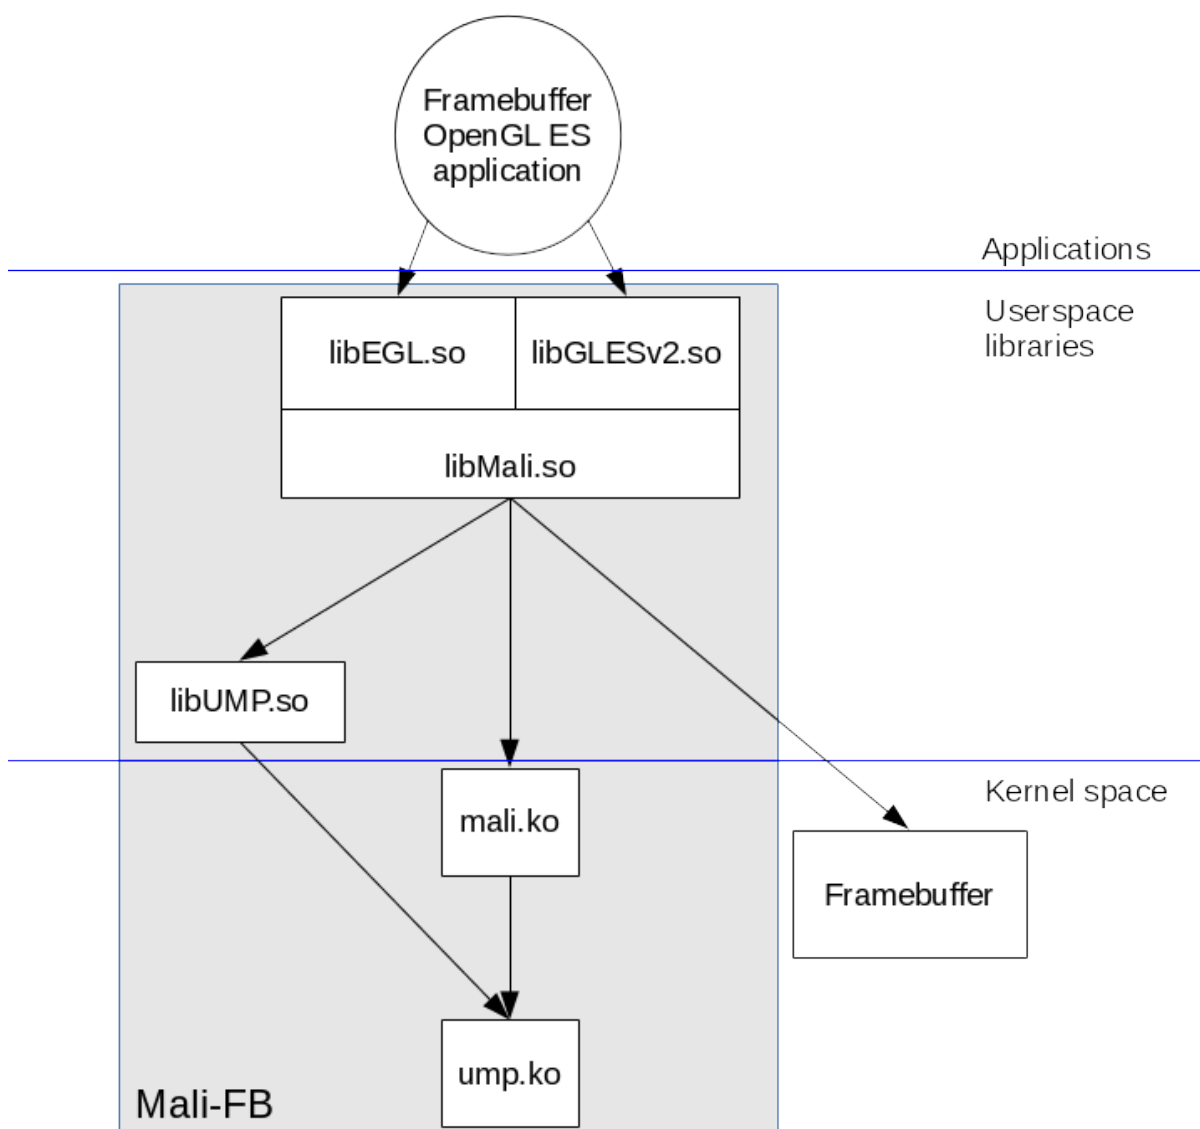 Framebuffer
OpenGL ES
application
Applications
Userspace
libraries
libEGL.so
libGLESv2.so
libMali.so
libUMP.so
Kernel space
mali.ko
Framebuffer
ump.ko
Mali-FB